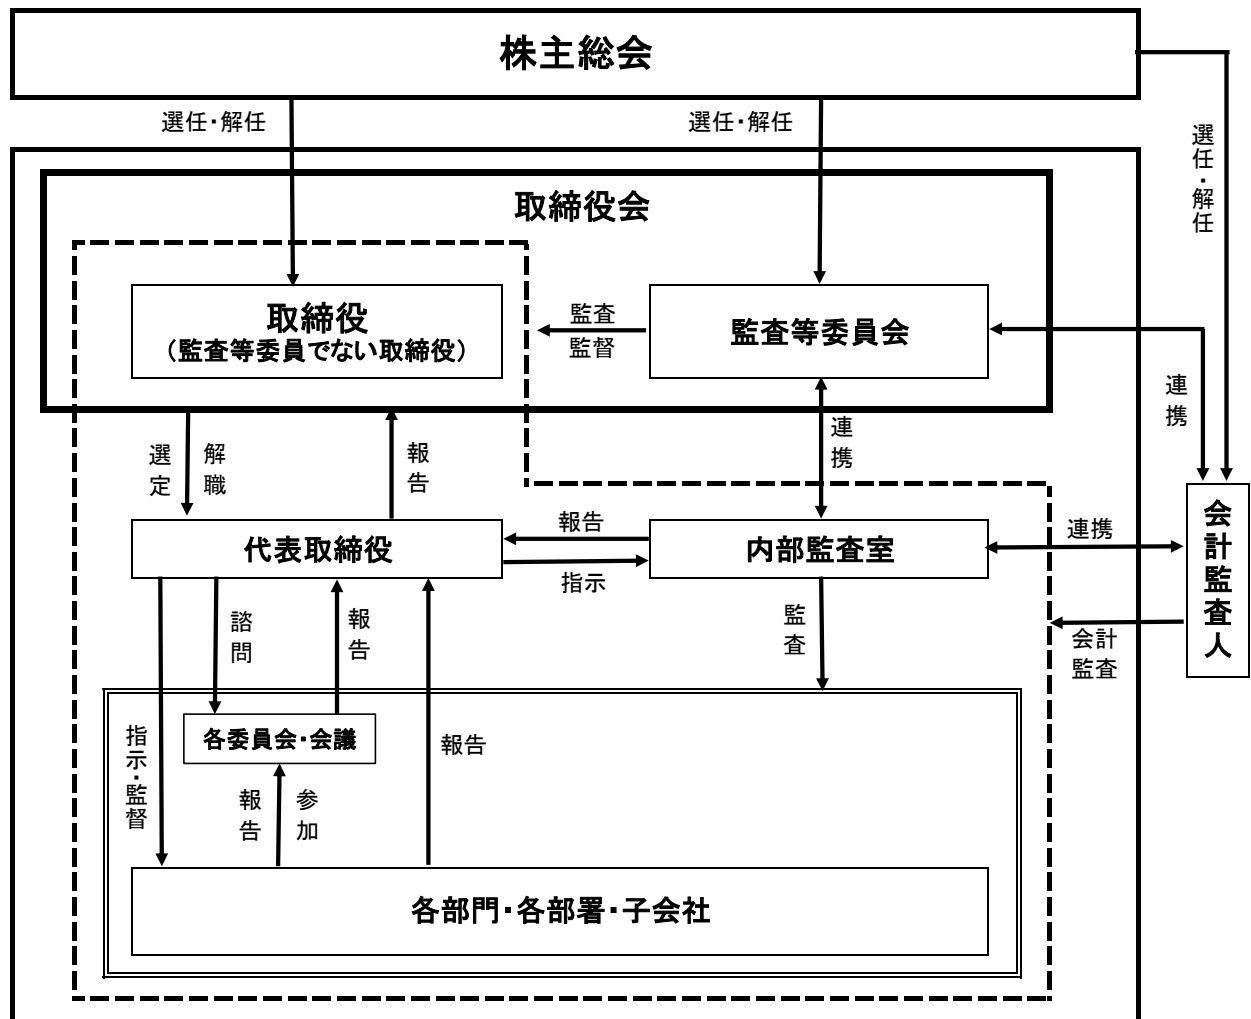 株主総会
選任・解任
選任・解任
選任・解任
取締役会
取締役
（監査等委員でない取締役）
監査
監督
監査等委員会
連携
選定
解職
報告
連携
代表取締役
報告
指示
内部監査室
連携
会計監査人
会計
監査
諮問
報告
監査
指示・監督
各委員会・会議
報告
報告
参加
各部門・各部署・子会社